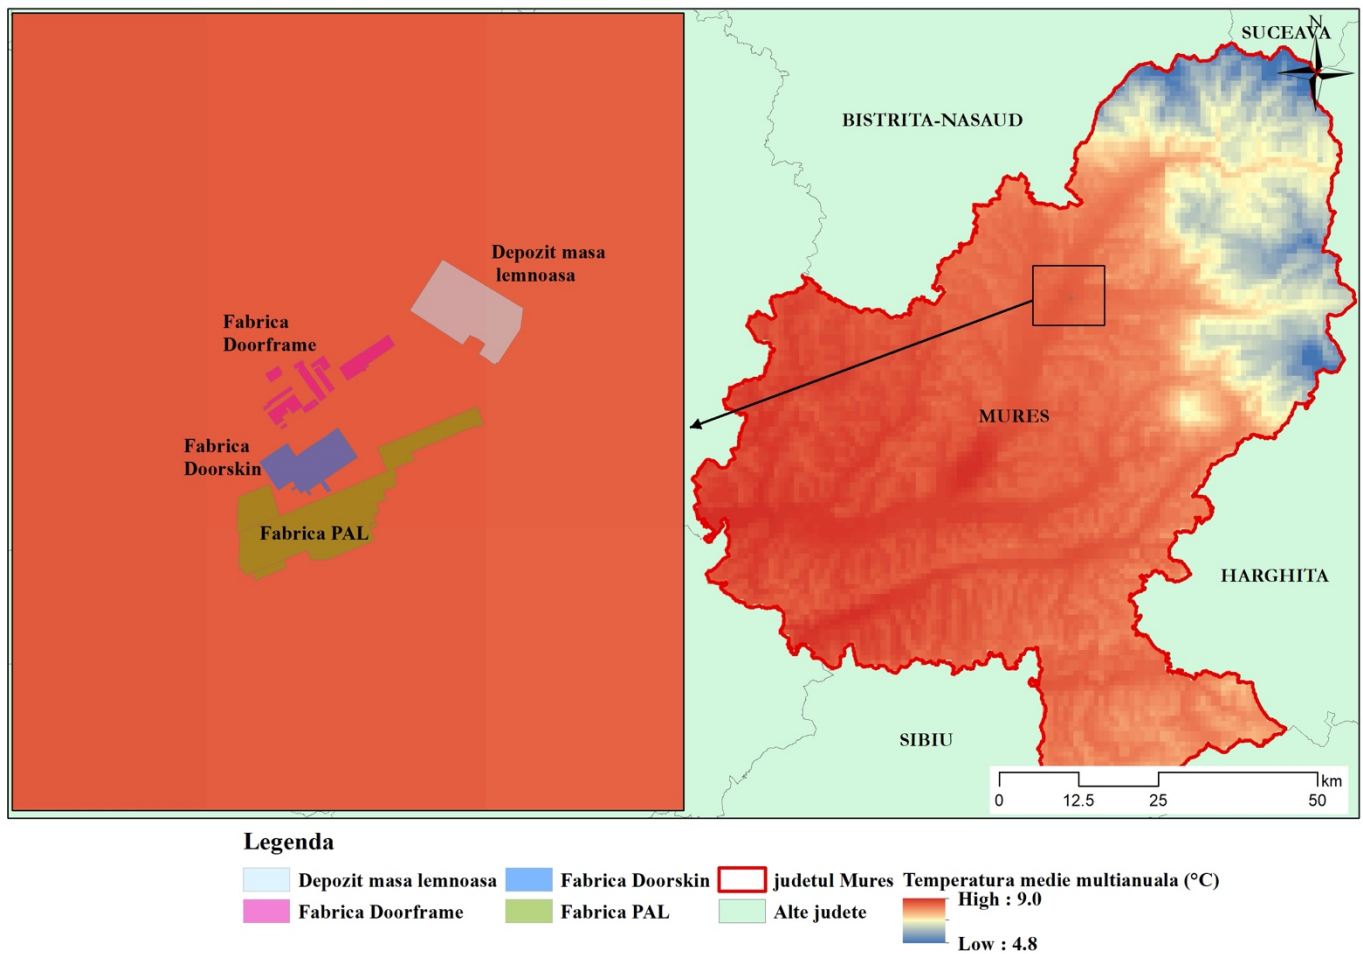 SUCEAVA
N
BISTRITA-NASAUD
Depozit masa
lemnoasa
Fabrica
Doorframe
MURES
Fabrica
Doorskin
Fabrica PAL
HARGHITA
SIBIU
km
0 12.5 25 50
Legenda
Depozit masa lemnoasa
Fabrica Doorskin
judetul Mures
Temperatura medie multianuala (°C)
High : 9.0
Fabrica Doorframe
Fabrica PAL
Alte judete
Low : 4.8